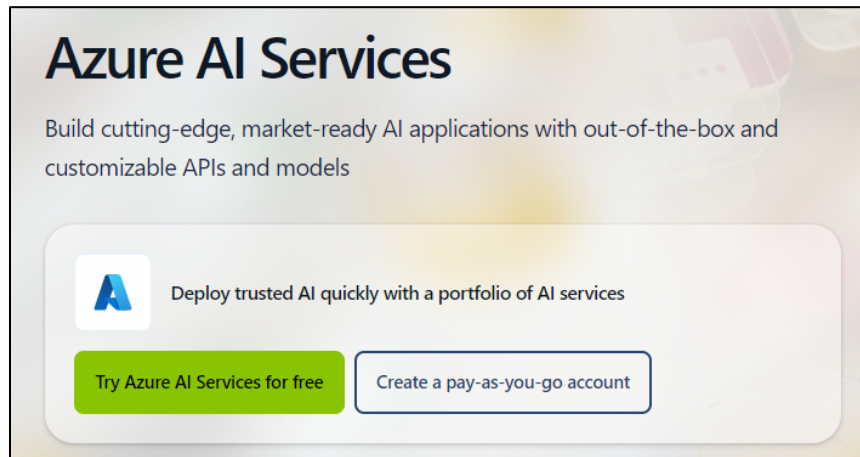 Azure AI Services
Build cutting-edge, market-ready AI applications with out-of-the-box and
customizable APIs and models
Deploy trusted AI quickly with a portfolio of AI services
Try Azure AI Services for free
Create a pay-as-you-go account